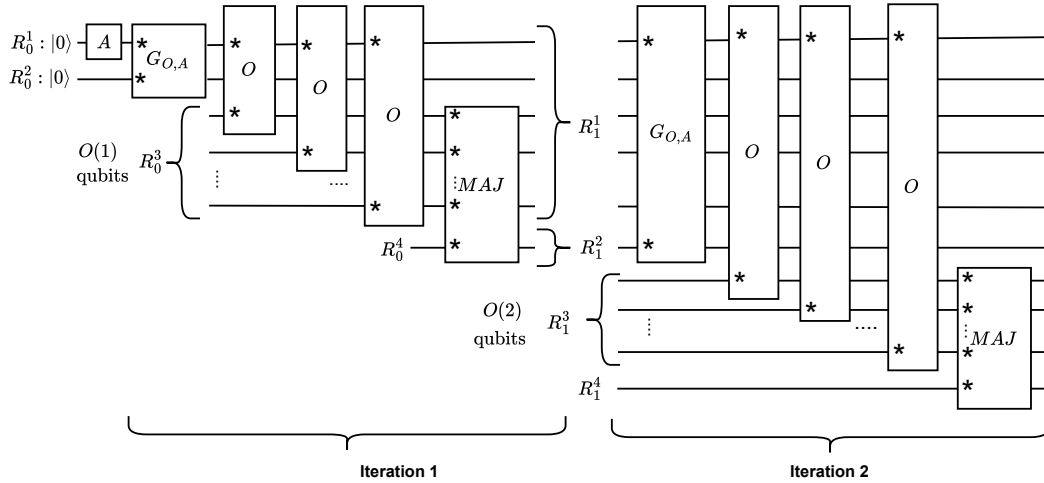 R_0^1 : |0⟩ A
R_0^2 : |0⟩
* * G_{O,A}
* O *
* O *
* O *
O(1)
qubits
R_0^3
⋮ ....
* * ⋮ MAJ * *
R_0^4
R_1^1
R_1^2
* G_{O,A} *
* O *
* O *
* O *
O(2)
qubits
R_1^3
⋮ ....
* * ⋮ MAJ * *
R_1^4
Iteration 1
Iteration 2